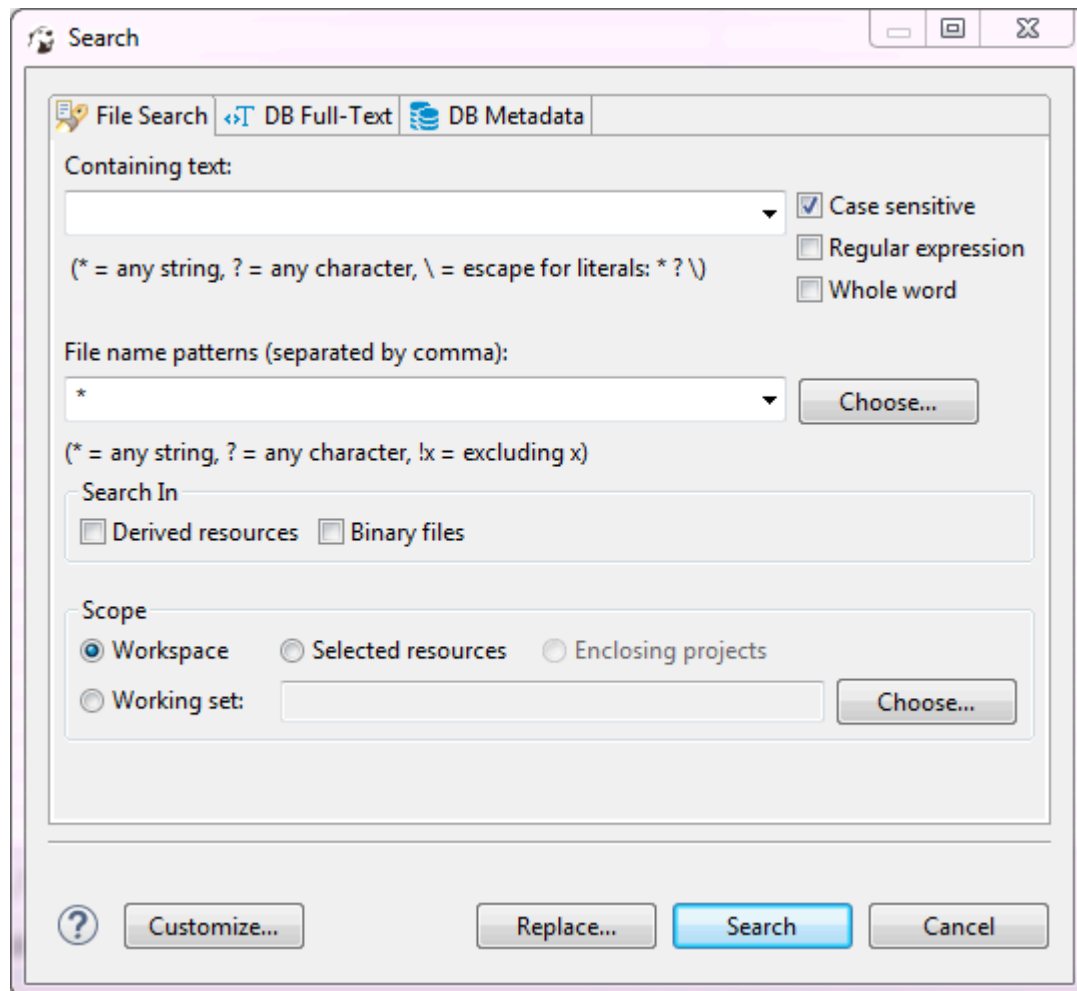 Search
File Search DB Full-Text DB Metadata
Containing text:
Case sensitive
Regular expression
(* = any string, ? = any character, \ = escape for literals: * ? \)
Whole word
File name patterns (separated by comma):
*
Choose...
(* = any string, ? = any character, !x = excluding x)
Search In
Derived resources Binary files
Scope
Workspace Selected resources Enclosing projects
Working set: Choose...
? Customize... Replace... Search Cancel